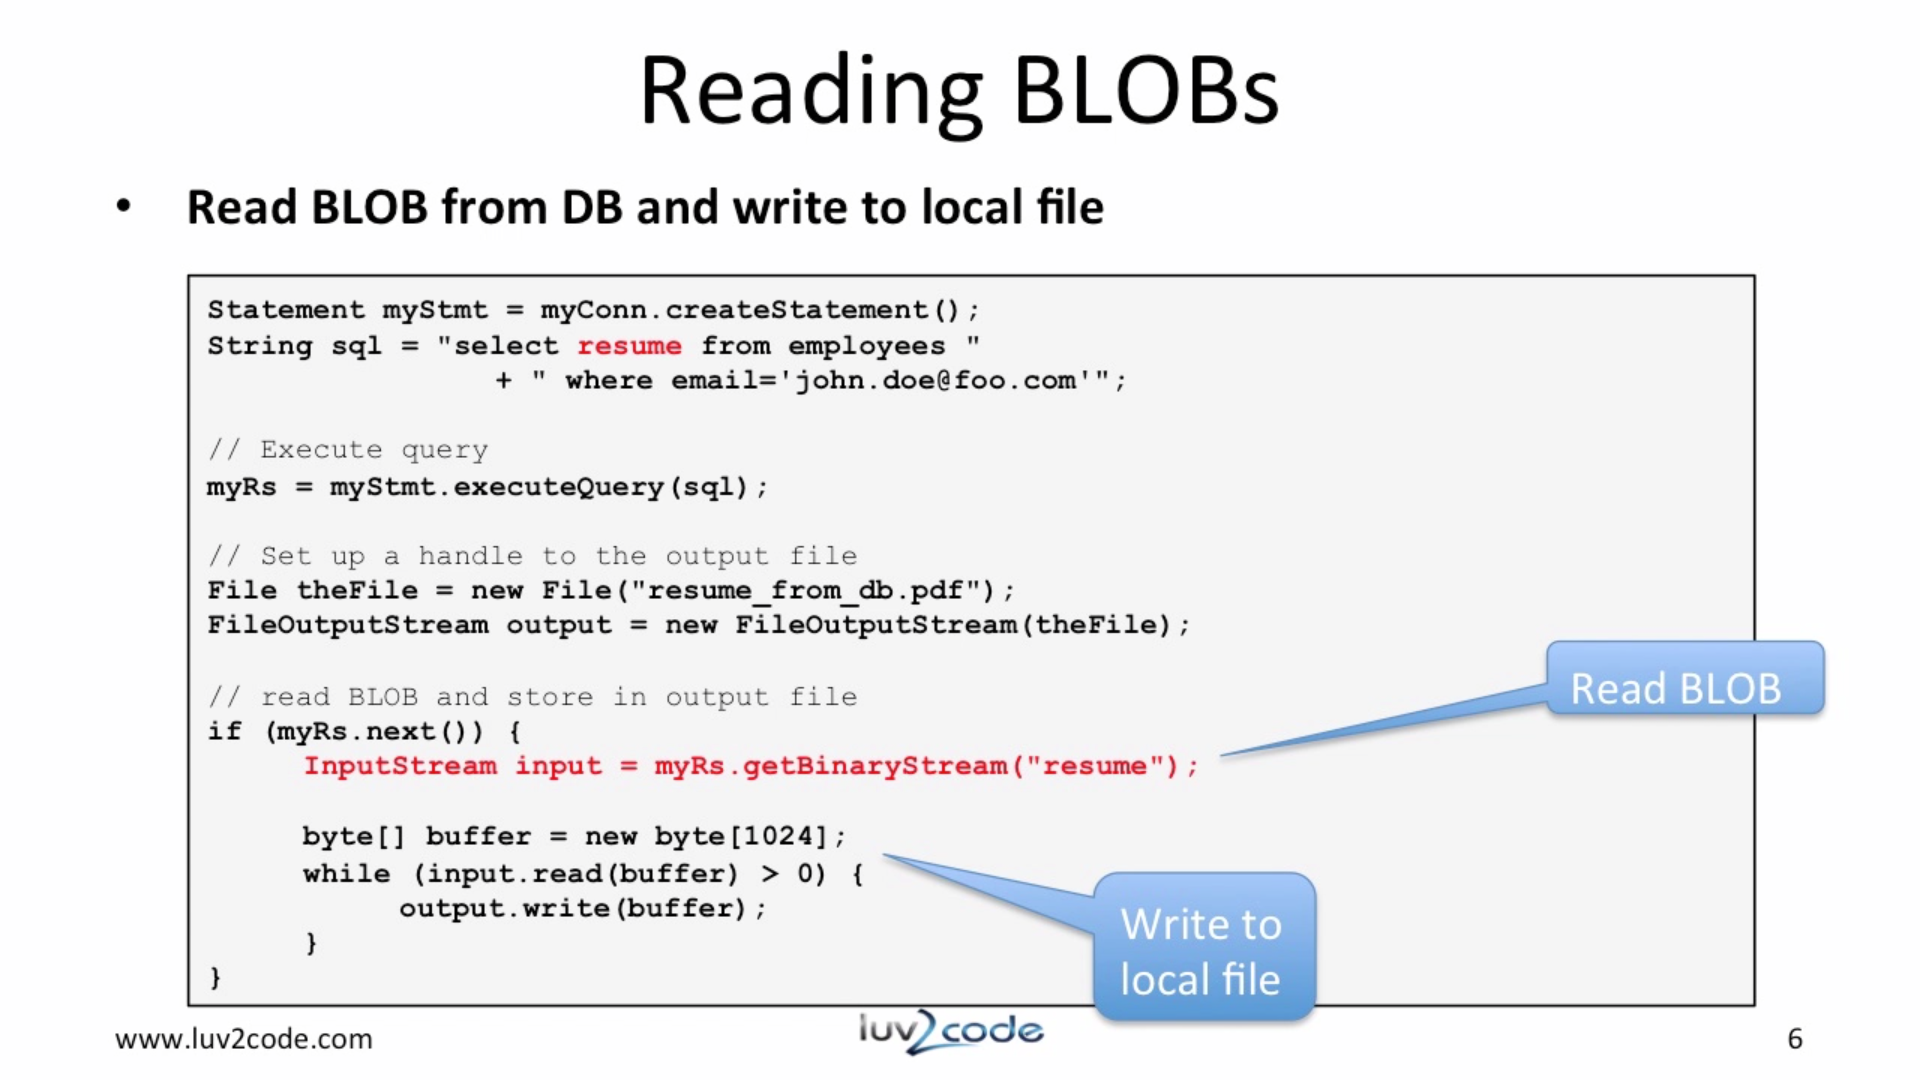 Reading BLOBs
• Read BLOB from DB and write to local file
Statement myStmt = myConn.createStatement();
String sql = "select resume from employees "
+ " where email='john.doe@foo.com'";
// Execute query
myRs = myStmt.executeQuery(sql);
// Set up a handle to the output file
File theFile = new File("resume_from_db.pdf");
FileOutputStream output = new FileOutputStream(theFile);
// read BLOB and store in output file
if (myRs.next()) {
InputStream input = myRs.getBinaryStream("resume");
Read BLOB
byte[] buffer = new byte[1024];
while (input.read(buffer) > 0) {
output.write(buffer);
}
}
Write to
local file
www.luv2code.com
luv2code
6